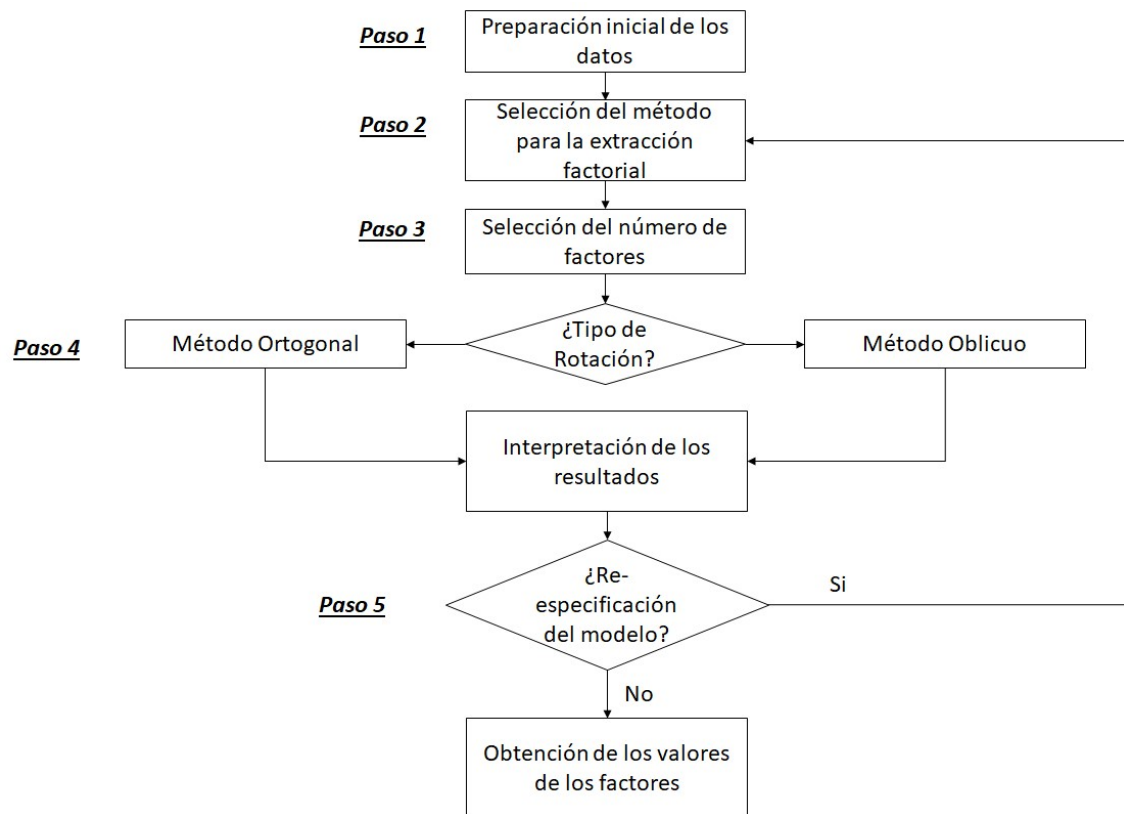 Paso 1
Preparación inicial de los
datos
Paso 2
Selección del método
para la extracción
factorial
Paso 3
Selección del número de
factores
Paso 4
Método Ortogonal
¿Tipo de
Rotación?
Método Oblicuo
Interpretación de los
resultados
Paso 5
¿Re-
especificación
del modelo?
Si
No
Obtención de los valores
de los factores